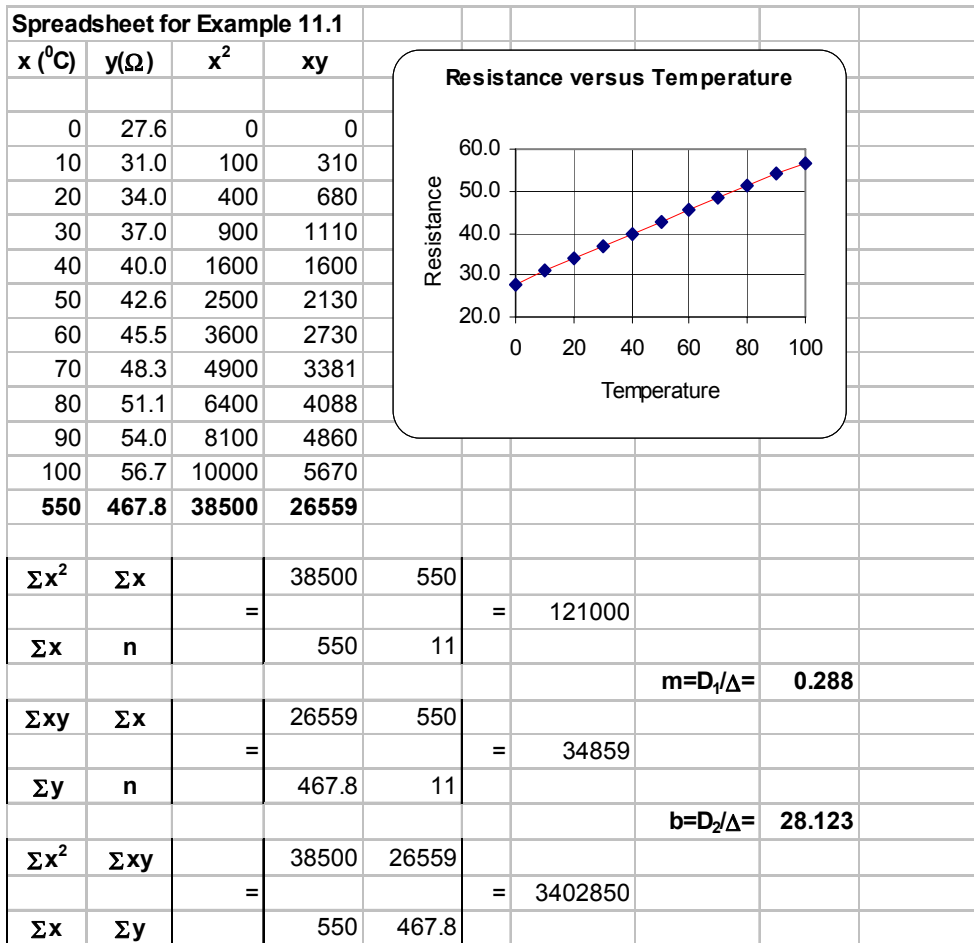 Spreadsheet for Example 11.1
x (⁰C) y(Ω) x² xy
0 27.6 0 0
10 31.0 100 310
20 34.0 400 680
30 37.0 900 1110
40 40.0 1600 1600
50 42.6 2500 2130
60 45.5 3600 2730
70 48.3 4900 3381
80 51.1 6400 4088
90 54.0 8100 4860
100 56.7 10000 5670
550 467.8 38500 26559
Resistance versus Temperature
60.0
50.0
40.0
30.0
20.0
Resistance
0 20 40 60 80 100
Temperature
Σx² Σx 38500 550
= = 121000
Σx n 550 11
m=D₁/Δ= 0.288
Σxy Σx 26559 550
= = 34859
Σy n 467.8 11
b=D₂/Δ= 28.123
Σx² Σxy 38500 26559
= = 3402850
Σx Σy 550 467.8